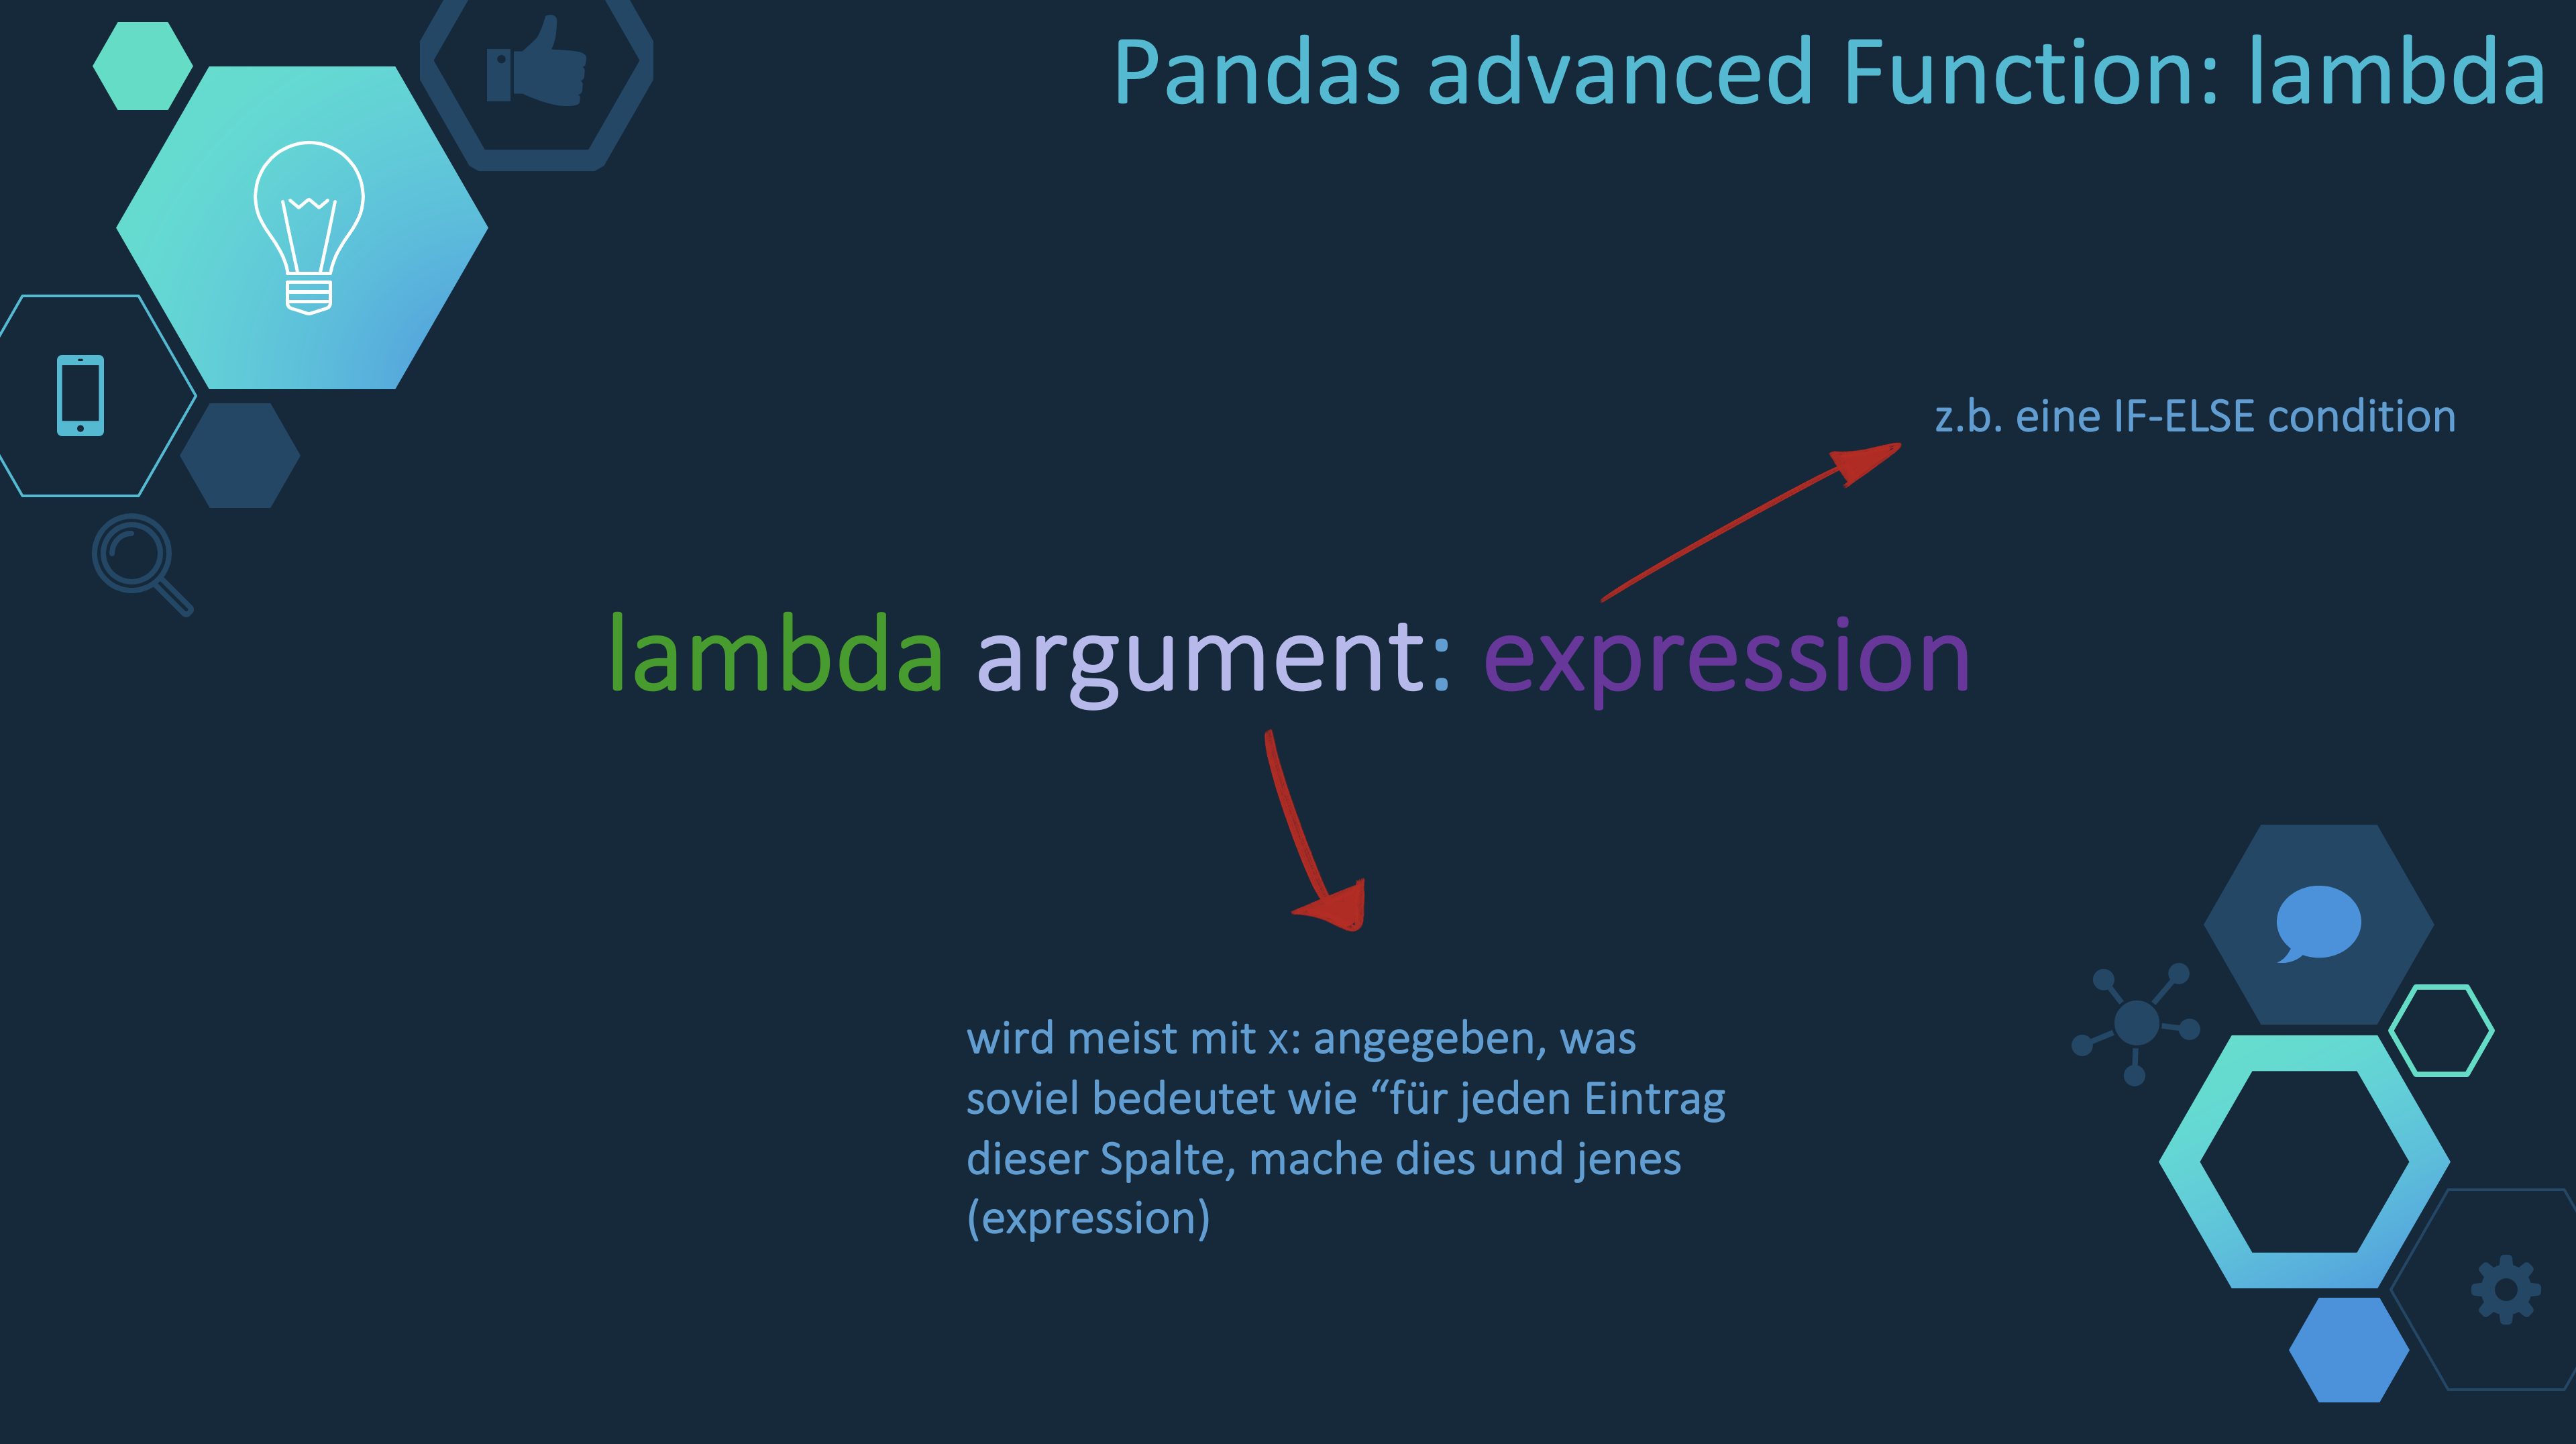 Pandas advanced Function: lambda
z.b. eine IF-ELSE condition
lambda argument: expression
wird meist mit x: angegeben, was
soviel bedeutet wie “für jeden Eintrag
dieser Spalte, mache dies und jenes
(expression)